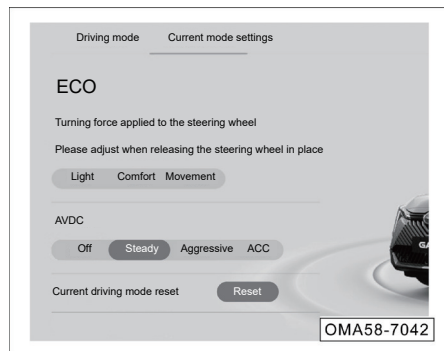 Driving mode Current mode settings
ECO
Turning force applied to the steering wheel
Please adjust when releasing the steering wheel in place
Light Comfort Movement
AVDC
Off Steady Aggressive ACC
GA
Current driving mode reset Reset
OMA58-7042